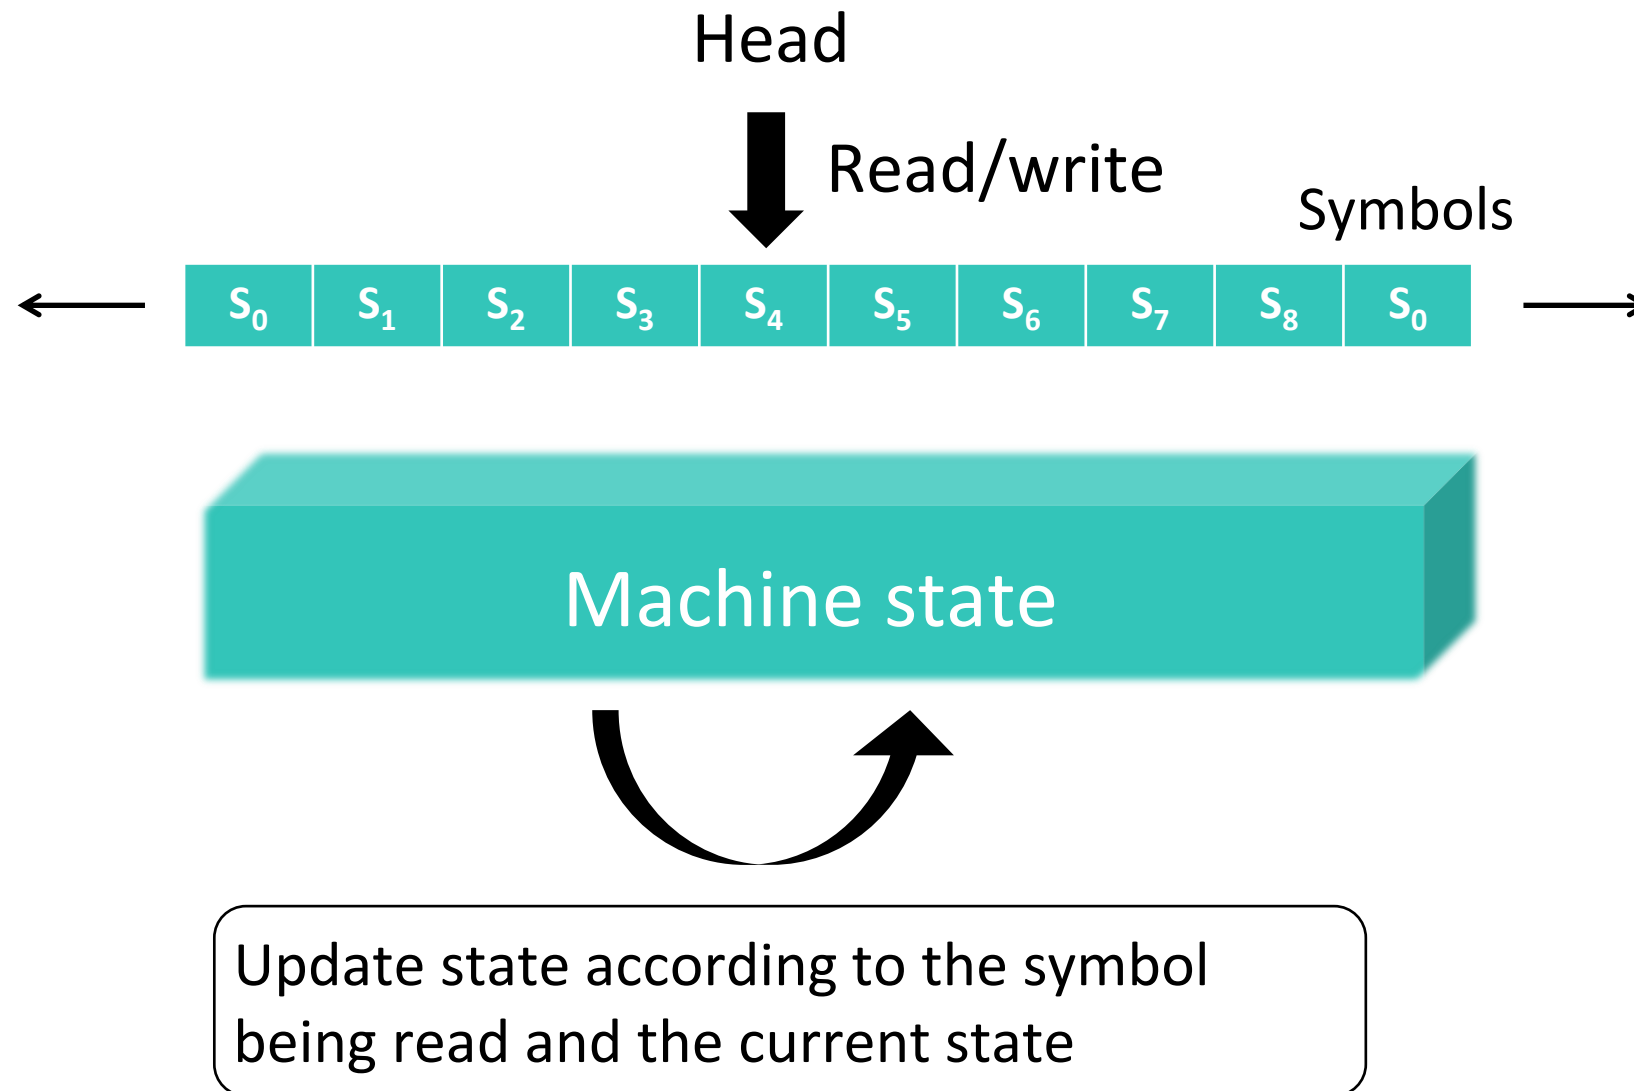 Head
Read/write
Symbols
S0 S1 S2 S3 S4 S5 S6 S7 S8 S0
Machine state
Update state according to the symbol
being read and the current state